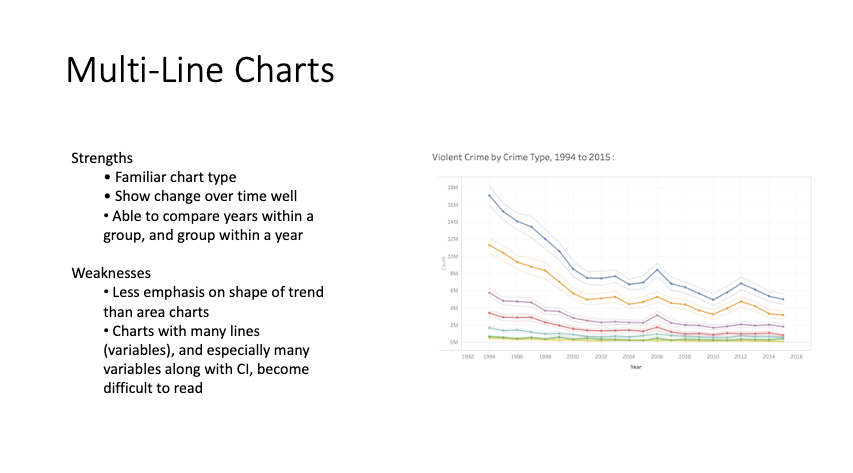 Multi-Line Charts
Strengths
• Familiar chart type
• Show change over time well
• Able to compare years within a
group, and group within a year
Weaknesses
• Less emphasis on shape of trend
than area charts
• Charts with many lines
(variables), and especially many
variables along with CI, become
difficult to read
Violent Crime by Crime Type, 1994 to 2015 :
18M
16M
14M
12M
10M
8M
6M
4M
2M
0M
Count
1992 1994 1996 1998 2000 2002 2004 2006 2008 2010 2012 2014 2016
Year